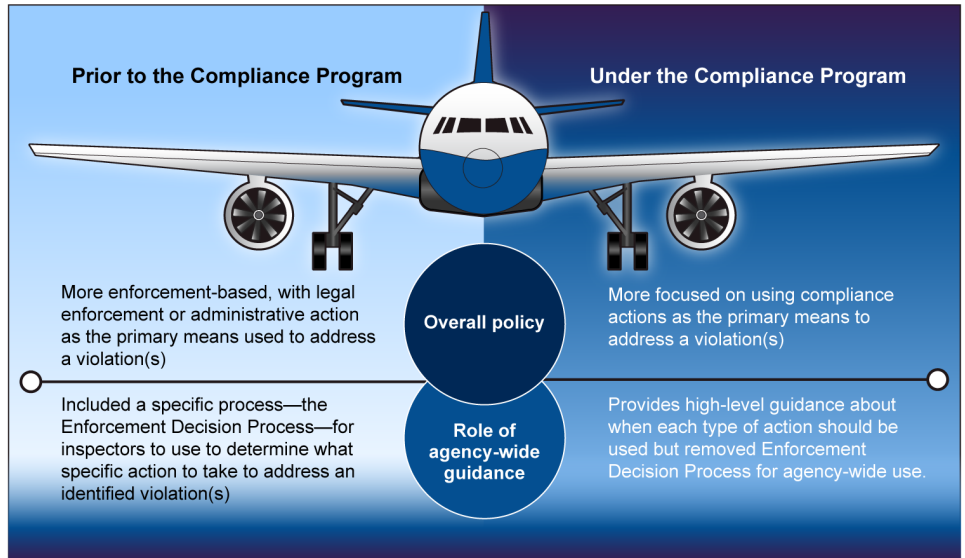 Prior to the Compliance Program
Under the Compliance Program
More enforcement-based, with legal
enforcement or administrative action
as the primary means used to address
a violation(s)
Overall policy
More focused on using compliance
actions as the primary means to
address a violation(s)
Included a specific process—the
Enforcement Decision Process—for
inspectors to use to determine what
specific action to take to address an
identified violation(s)
Role of
agency-wide
guidance
Provides high-level guidance about
when each type of action should be
used but removed Enforcement
Decision Process for agency-wide use.